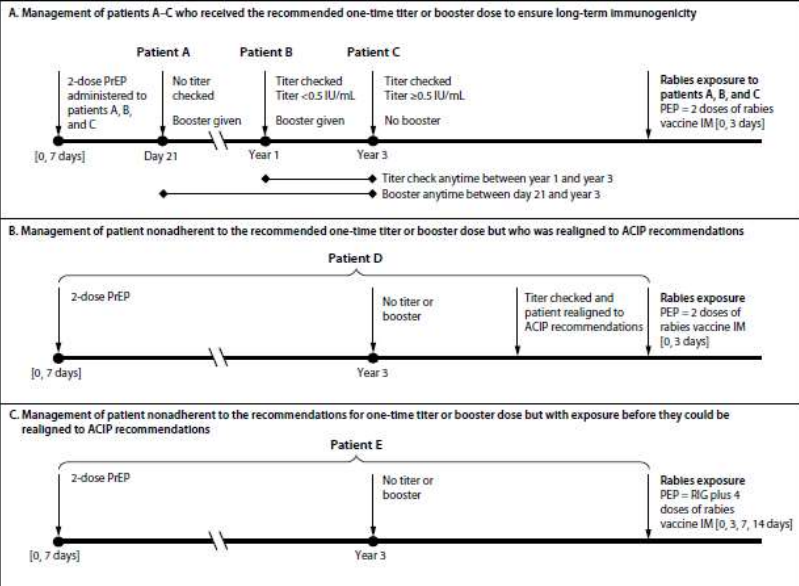 A. Management of patients A–C who received the recommended one-time titer or booster dose to ensure long-term immunogenicity
Patient A
Patient B
Patient C
2-dose PrEP
administered to
patients A, B,
and C
No titer
checked
Booster given
Titer checked
Titer <0.5 IU/mL
Booster given
Titer checked
Titer ≥0.5 IU/mL
No booster
Rabies exposure to
patients A, B, and C
PEP = 2 doses of rabies
vaccine IM [0, 3 days]
[0, 7 days]
Day 21
Year 1
Year 3
Titer check anytime between year 1 and year 3
Booster anytime between day 21 and year 3
B. Management of patient nonadherent to the recommended one-time titer or booster dose but who was realigned to ACIP recommendations
Patient D
2-dose PrEP
No titer or
booster
Titer checked and
patient realigned to
ACIP recommendations
Rabies exposure
PEP = 2 doses of
rabies vaccine IM
[0, 3 days]
[0, 7 days]
Year 3
C. Management of patient nonadherent to the recommendations for one-time titer or booster dose but with exposure before they could be
realigned to ACIP recommendations
Patient E
2-dose PrEP
No titer or
booster
Rabies exposure
PEP = RIG plus 4
doses of rabies
vaccine IM [0, 3, 7, 14 days]
[0, 7 days]
Year 3